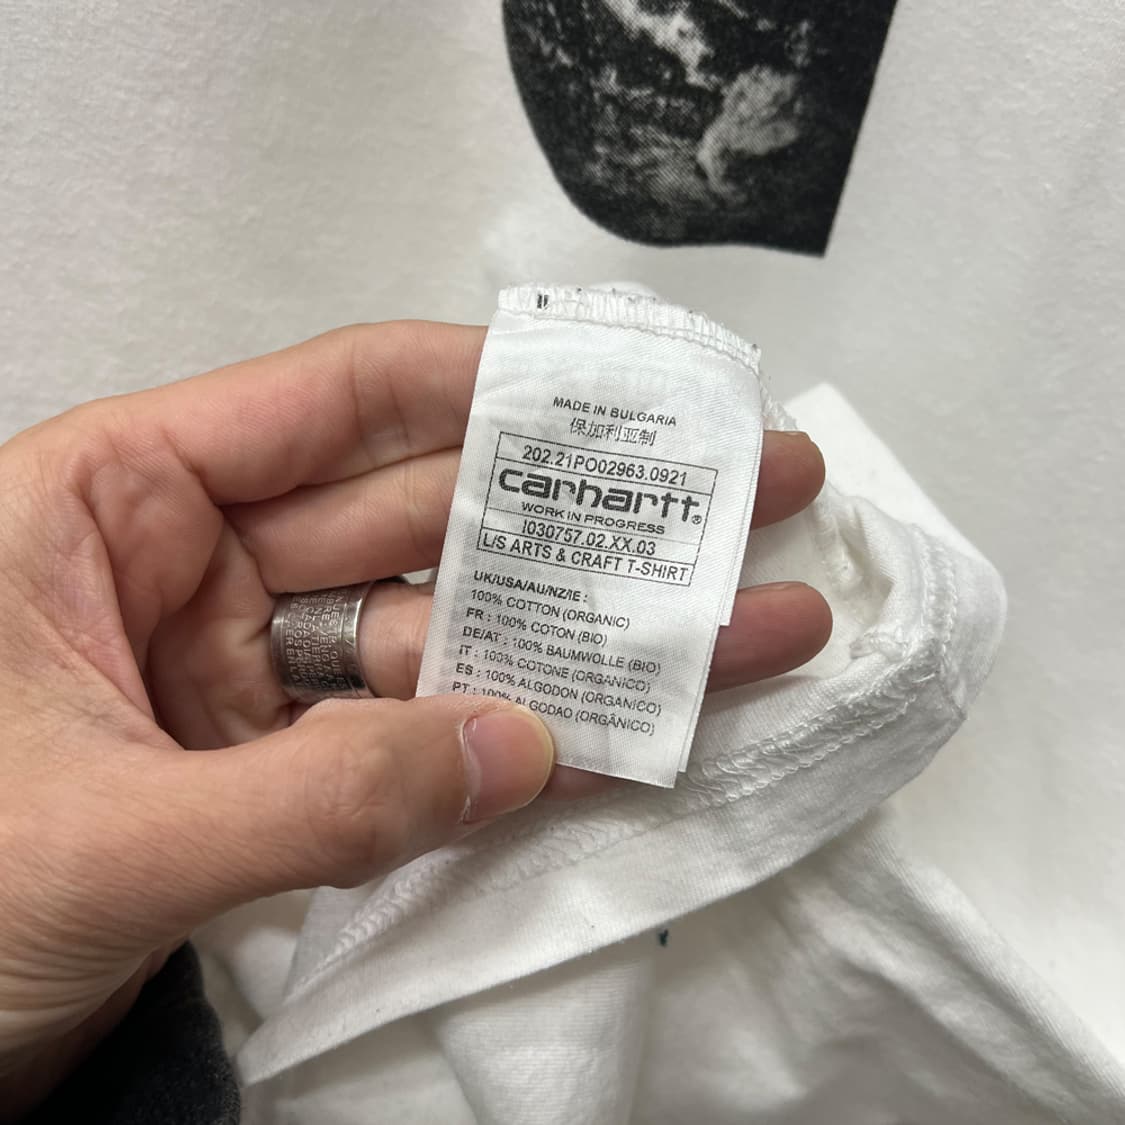 MADE IN BULGARIA
保加利亚制
202.21PO02963.0921
carhartt®
WORK IN PROGRESS
I030757.02.XX.03
L/S ARTS & CRAFT T-SHIRT
UK/USA/AU/NZ/IE :
100% COTTON (ORGANIC)
FR : 100% COTON (BIO)
DE/AT : 100% BAUMWOLLE (BIO)
IT : 100% COTONE (ORGANICO)
ES : 100% ALGODON (ORGANICO)
PT : 100% ALGODAO (ORGÂNICO)